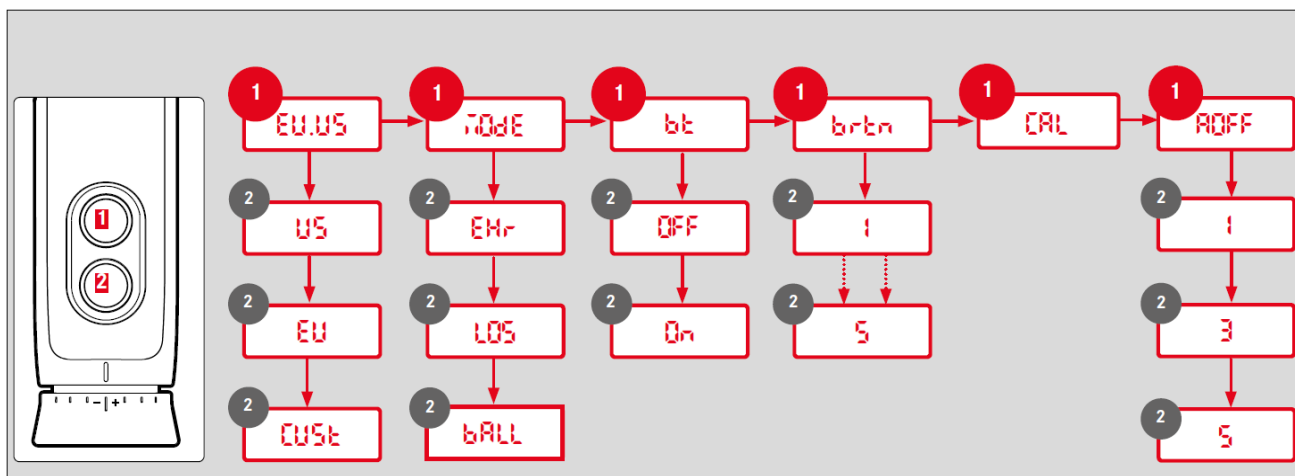 1
2
- | +
1 EU.US
2 US
2 EU
2 CUSt
1 MOdE
2 EHr
2 LOS
2 bALL
1 bt
2 OFF
2 On
1 brtn
2 1
2 5
1 CAL
1 AOFF
2 1
2 3
2 5